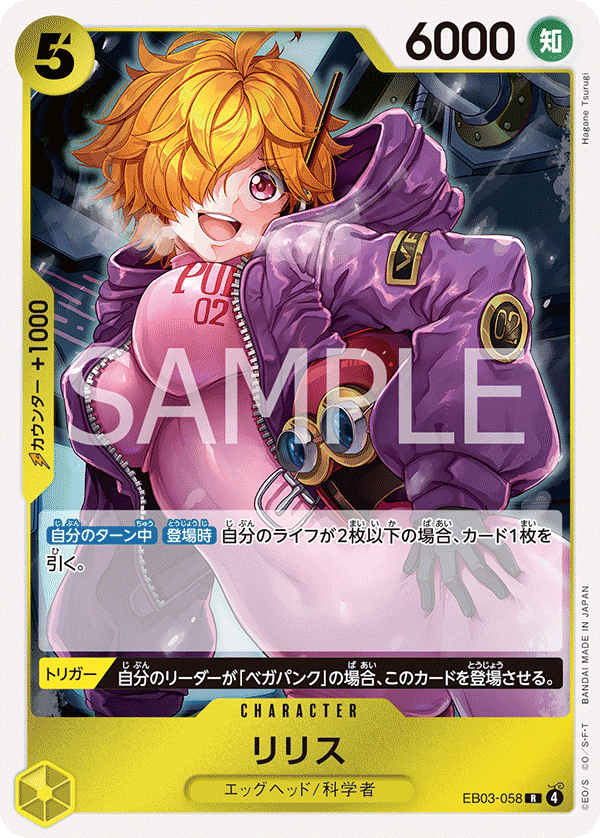 5
6000
知
Hagane Tsurugi
VEG
PUN
02
02
カウンター +1000
SAMPLE
自分のターン中 登場時 自分のライフが2枚以下の場合、カード1枚を
引く。
トリガー 自分のリーダーが「ベガパンク」の場合、このカードを登場させる。
CHARACTER
リリス
エッグヘッド/科学者
EB03-058 R 4
©EO/S ©O/S・F・T BANDAI MADE IN JAPAN